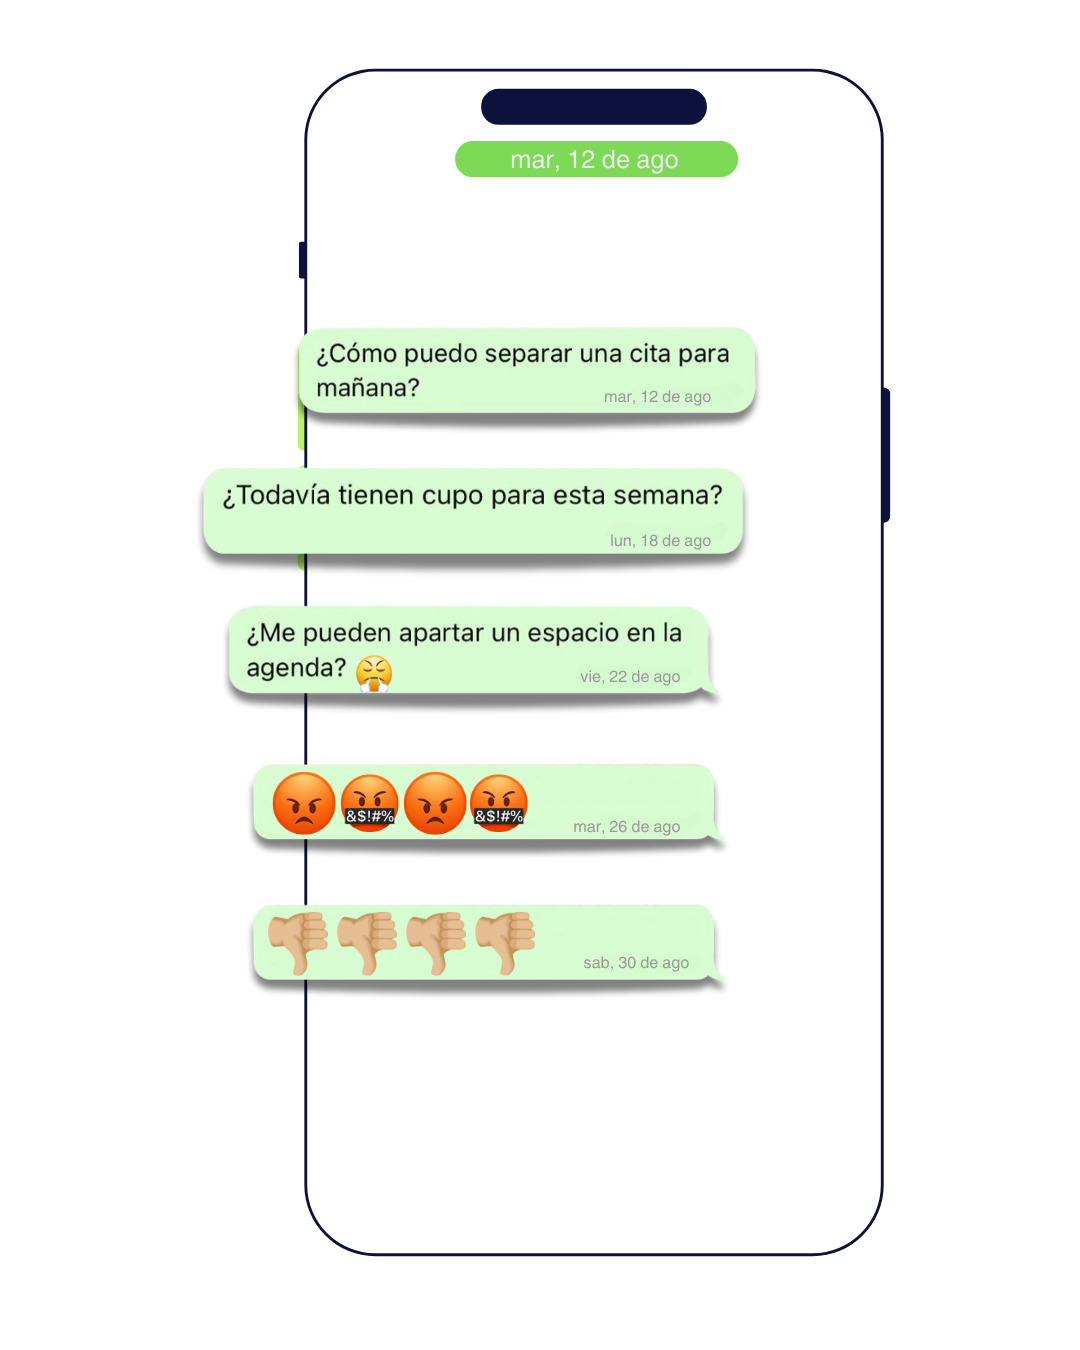 mar, 12 de ago
¿Cómo puedo separar una cita para
mañana?
mar, 12 de ago
¿Todavía tienen cupo para esta semana?
lun, 18 de ago
¿Me pueden apartar un espacio en la
agenda? 😤
vie, 22 de ago
😡🤬😡🤬
mar, 26 de ago
👎🏼👎🏼👎🏼👎🏼
sab, 30 de ago